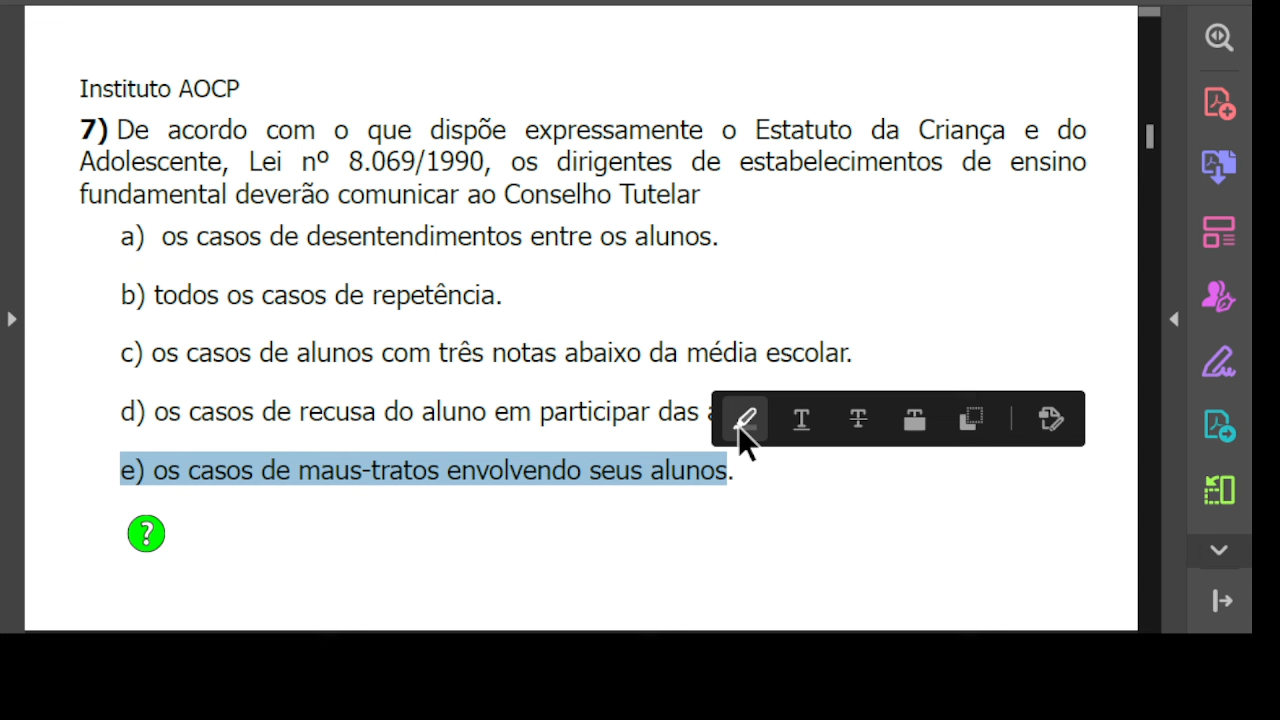 Instituto AOCP
7) De acordo com o que dispõe expressamente o Estatuto da Criança e do
Adolescente, Lei nº 8.069/1990, os dirigentes de estabelecimentos de ensino
fundamental deverão comunicar ao Conselho Tutelar
a) os casos de desentendimentos entre os alunos.
b) todos os casos de repetência.
c) os casos de alunos com três notas abaixo da média escolar.
d) os casos de recusa do aluno em participar das
e) os casos de maus-tratos envolvendo seus alunos.
?